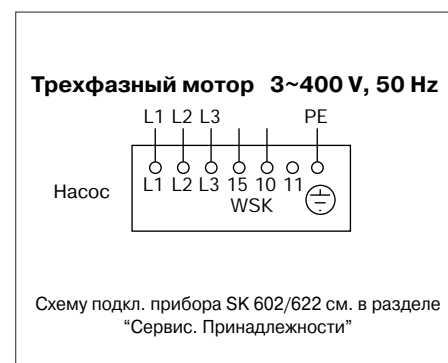 Трехфазный мотор 3~400 V, 50 Hz
L1 L2 L3 PE
Насос
L1 L2 L3 15 10 11
WSK
Схему подкл. прибора SK 602/622 см. в разделе
“Сервис. Принадлежности”